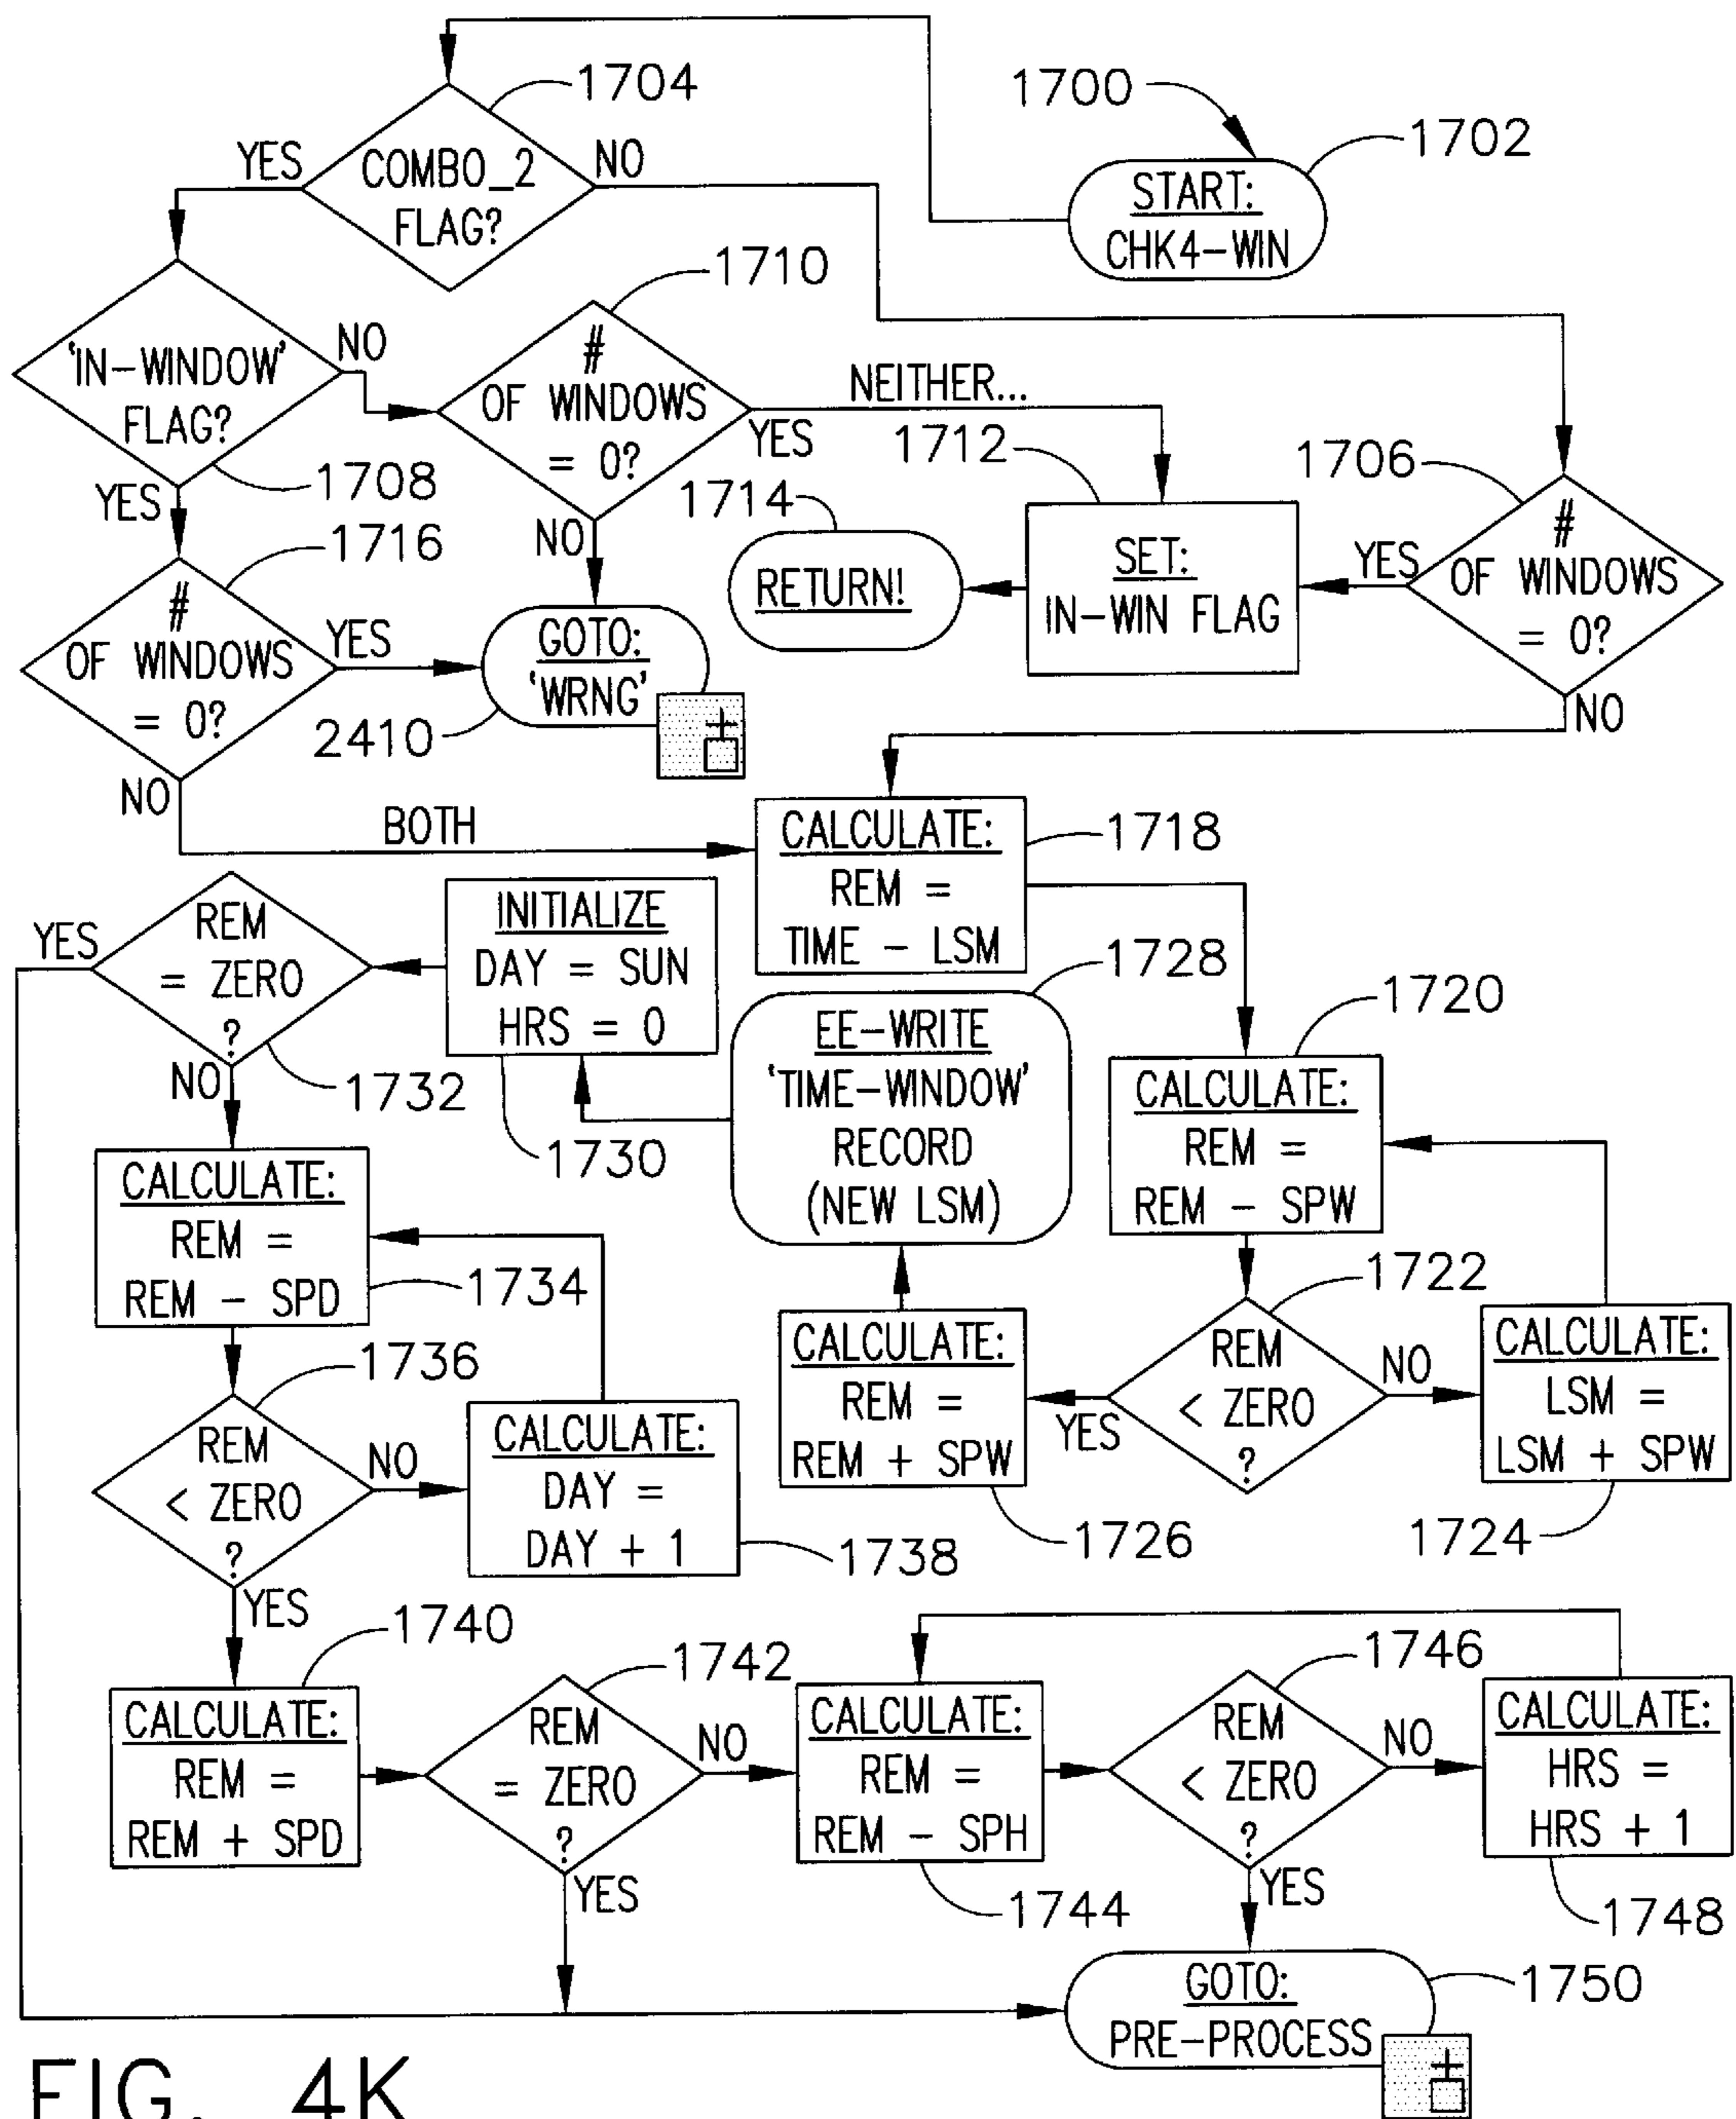 1704
1700
1702
YES
COMBO_2
FLAG?
NO
START:
CHK4-WIN
1710
'IN-WINDOW'
FLAG?
NO
#
OF WINDOWS
= 0?
NEITHER...
YES
1712
1706
1708
YES
1714
1716
NO
#
OF WINDOWS
= 0?
YES
GOTO:
'WRNG'
2410
RETURN!
SET:
IN-WIN FLAG
YES
#
OF WINDOWS
= 0?
NO
NO
BOTH
CALCULATE:
REM =
TIME - LSM
1718
YES
REM
= ZERO
?
INITIALIZE
DAY = SUN
HRS = 0
1728
1720
NO
1732
1730
EE-WRITE
'TIME-WINDOW'
RECORD
(NEW LSM)
CALCULATE:
REM =
REM - SPW
CALCULATE:
REM =
REM - SPD
1734
1722
1736
REM
< ZERO
?
NO
CALCULATE:
DAY =
DAY + 1
1738
CALCULATE:
REM =
REM + SPW
1726
YES
REM
< ZERO
?
NO
CALCULATE:
LSM =
LSM + SPW
1724
YES
1740
1742
1746
CALCULATE:
REM =
REM + SPD
REM
= ZERO
?
NO
YES
CALCULATE:
REM =
REM - SPH
1744
REM
< ZERO
?
NO
YES
CALCULATE:
HRS =
HRS + 1
1748
GOTO:
PRE-PROCESS
1750
FIG. 4K